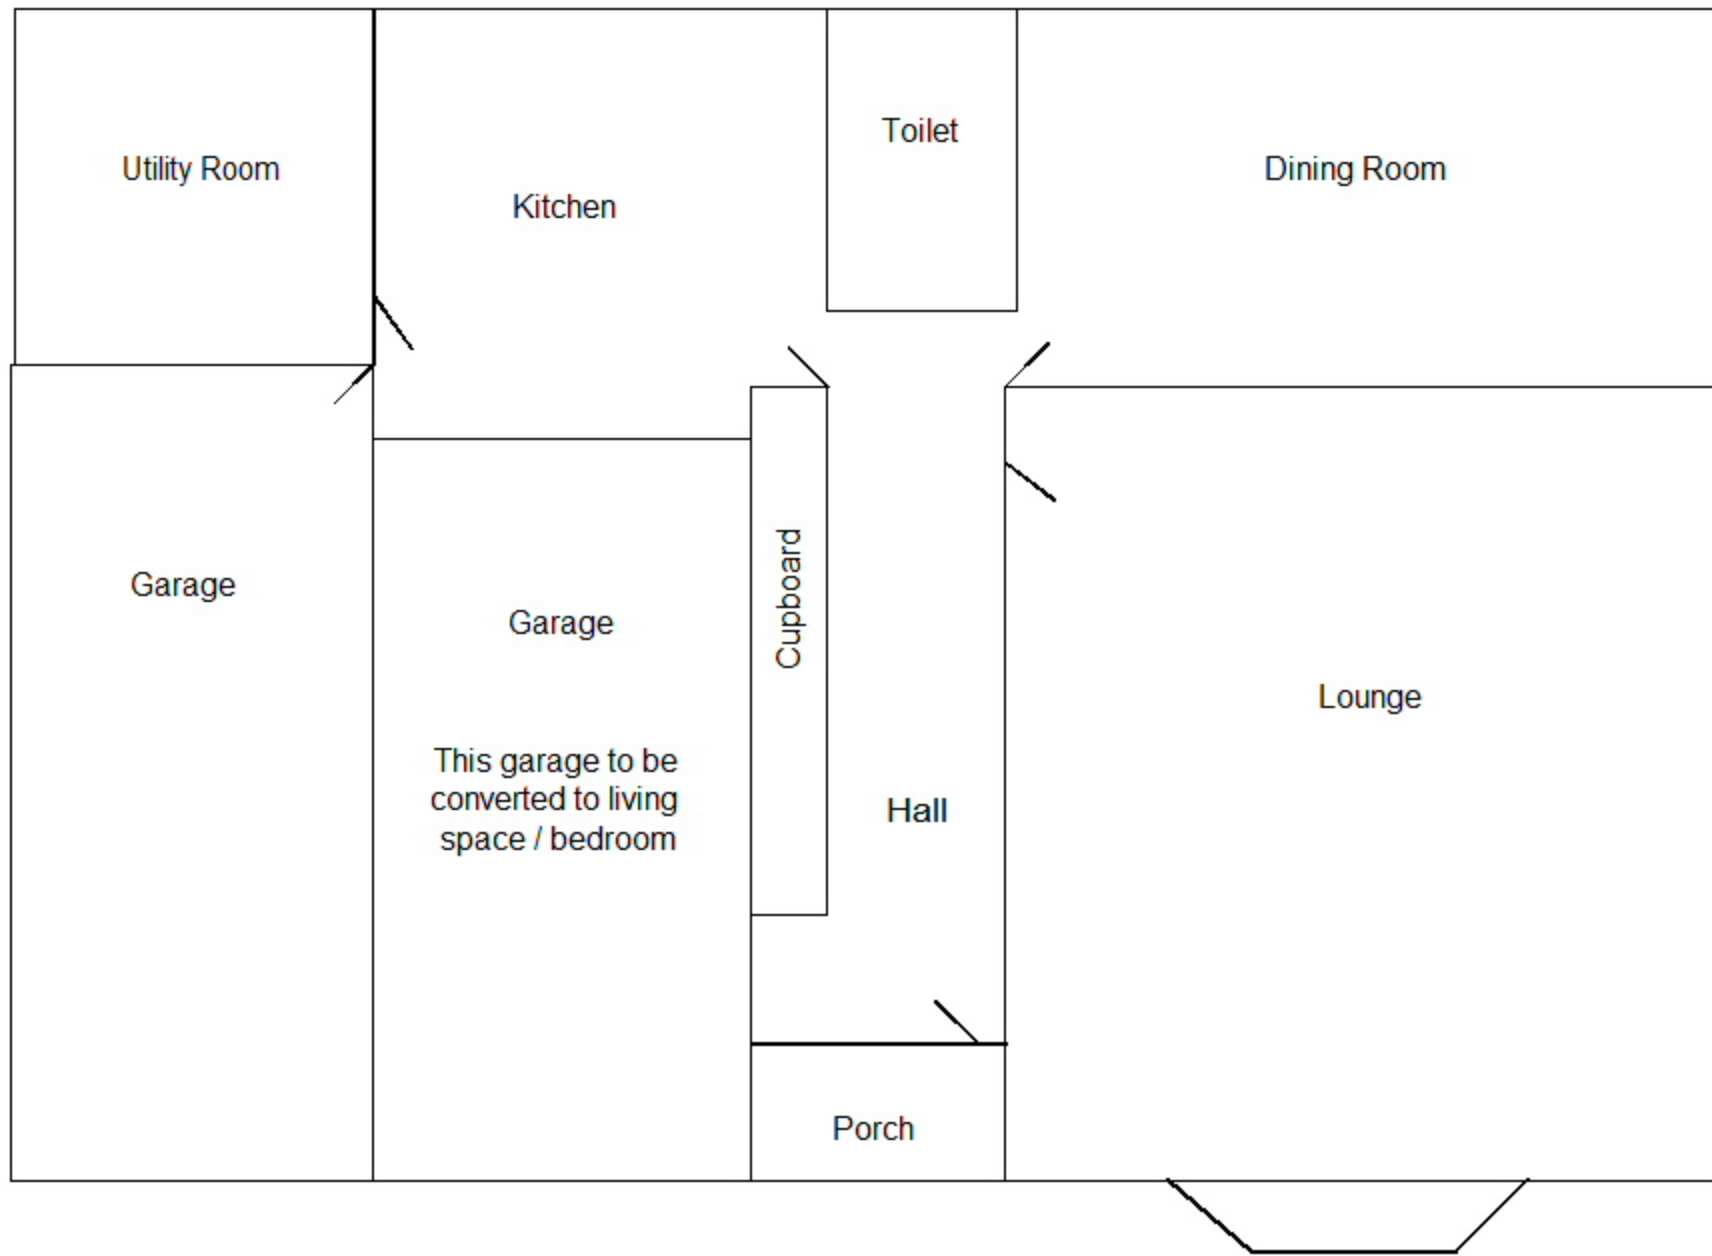 Toilet
Utility Room
Dining Room
Kitchen
Garage
Garage
Cupboard
Lounge
This garage to be
converted to living
space / bedroom
Hall
Porch